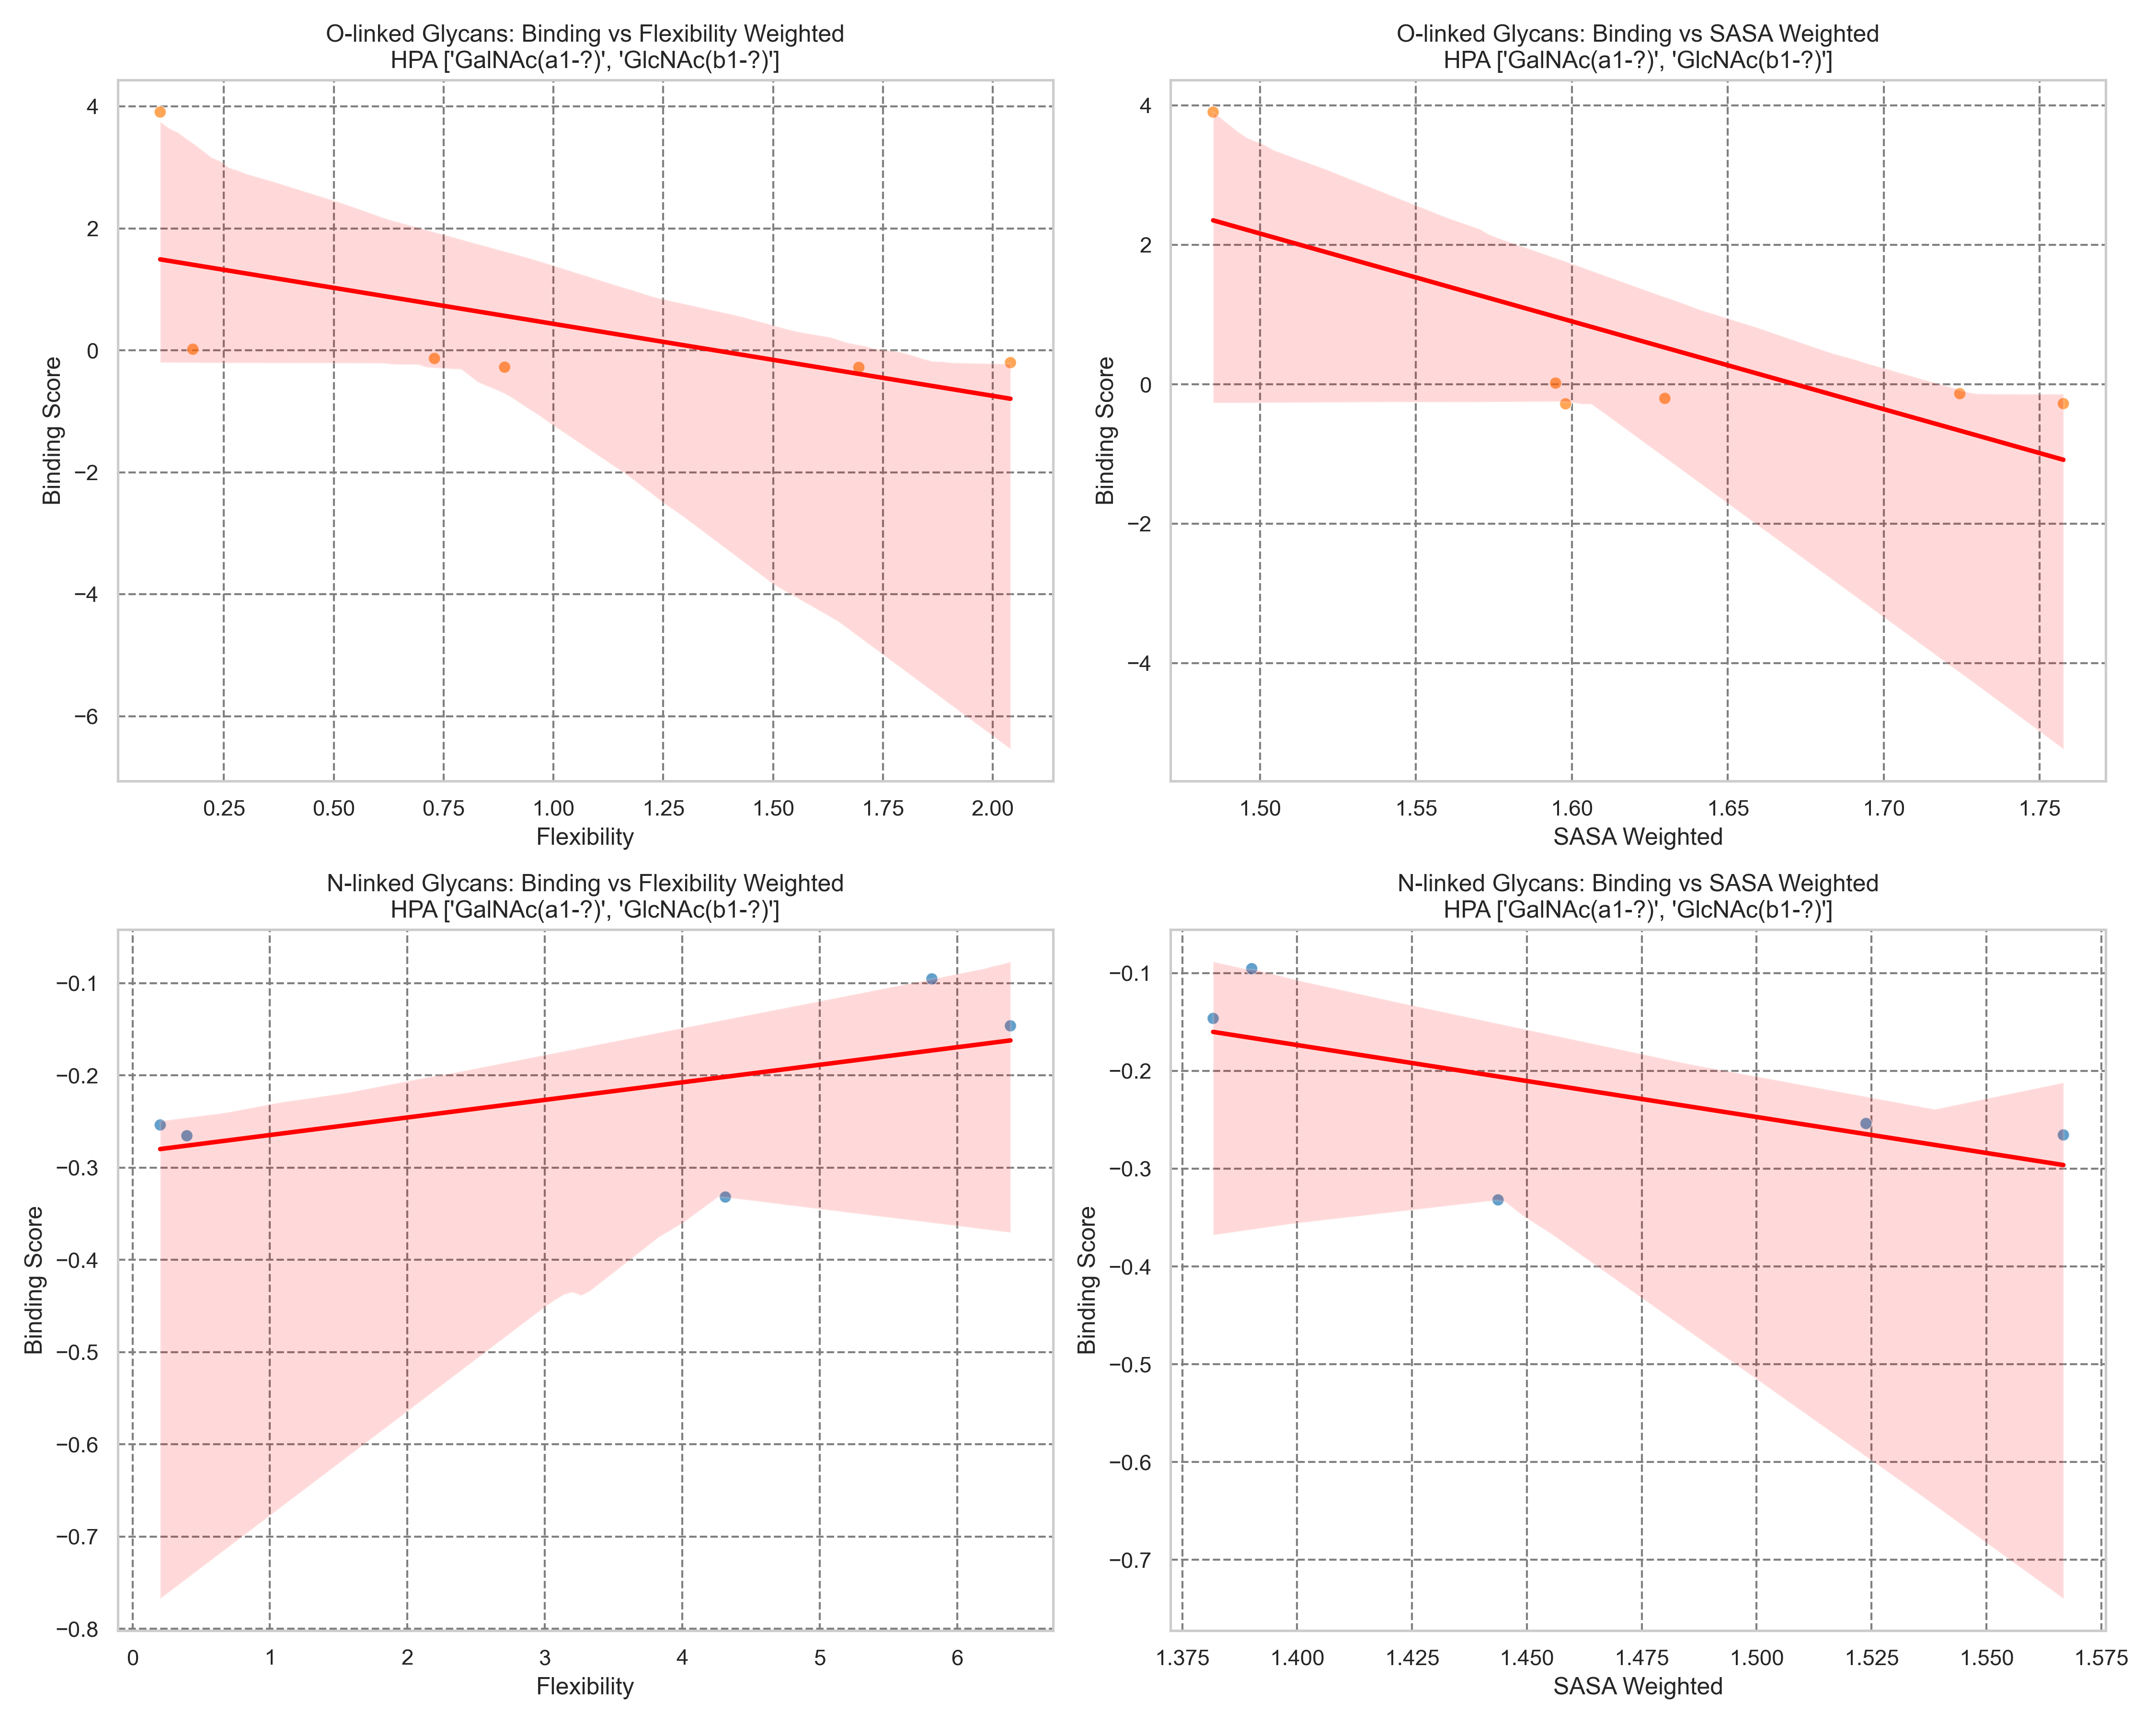 O-linked Glycans: Binding vs Flexibility Weighted
HPA ['GalNAc(a1-?)', 'GlcNAc(b1-?)']
4
2
0
−2
−4
−6
Binding Score
0.25 0.50 0.75 1.00 1.25 1.50 1.75 2.00
Flexibility
O-linked Glycans: Binding vs SASA Weighted
HPA ['GalNAc(a1-?)', 'GlcNAc(b1-?)']
4
2
0
−2
−4
Binding Score
1.50 1.55 1.60 1.65 1.70 1.75
SASA Weighted
N-linked Glycans: Binding vs Flexibility Weighted
HPA ['GalNAc(a1-?)', 'GlcNAc(b1-?)']
−0.1
−0.2
−0.3
−0.4
−0.5
−0.6
−0.7
−0.8
Binding Score
0 1 2 3 4 5 6
Flexibility
N-linked Glycans: Binding vs SASA Weighted
HPA ['GalNAc(a1-?)', 'GlcNAc(b1-?)']
−0.1
−0.2
−0.3
−0.4
−0.5
−0.6
−0.7
Binding Score
1.375 1.400 1.425 1.450 1.475 1.500 1.525 1.550 1.575
SASA Weighted